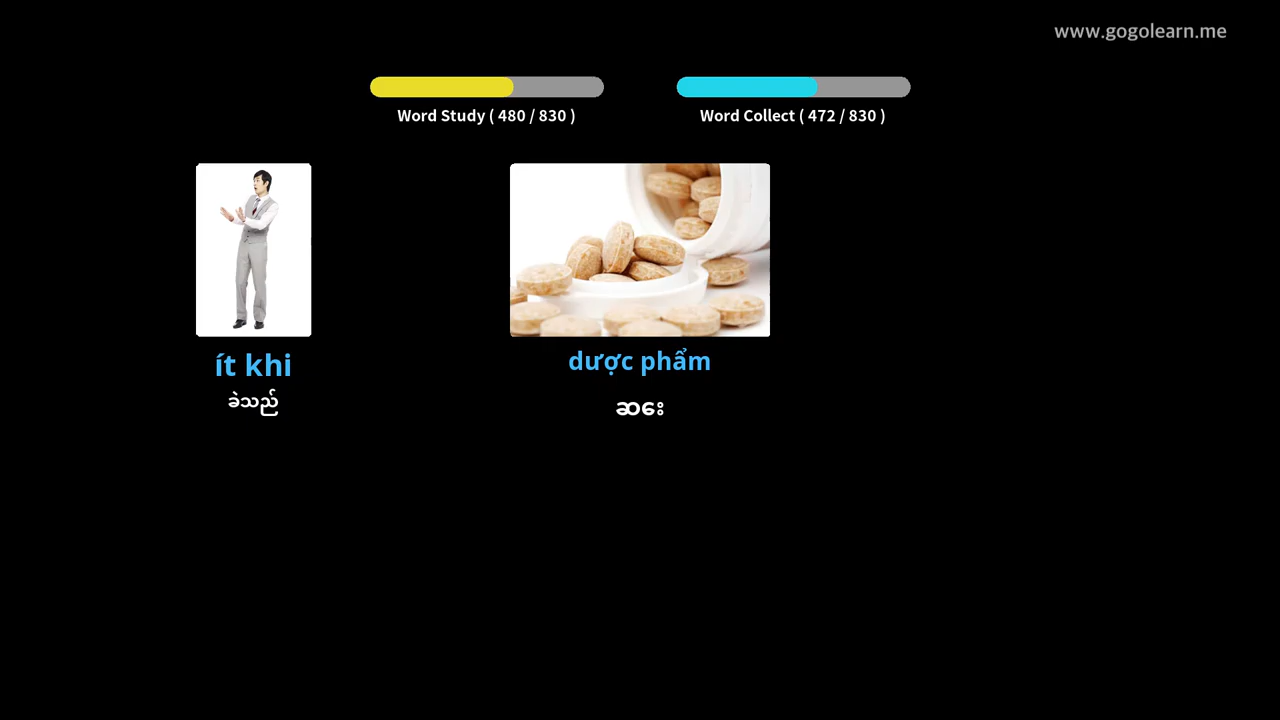 www.gogolearn.me
Word Study ( 480 / 830 )
Word Collect ( 472 / 830 )
ít khi
ခဲသည်
dược phẩm
ဆေး